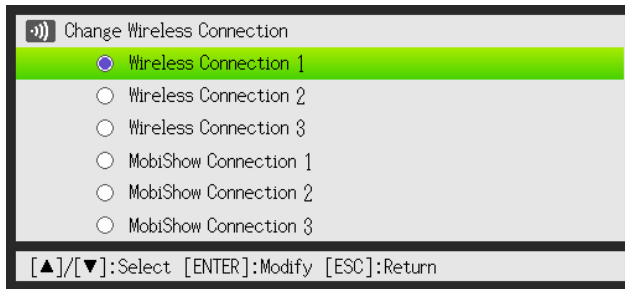 Change Wireless Connection
Wireless Connection 1
Wireless Connection 2
Wireless Connection 3
MobiShow Connection 1
MobiShow Connection 2
MobiShow Connection 3
[▲]/[▼]:Select [ENTER]:Modify [ESC]:Return